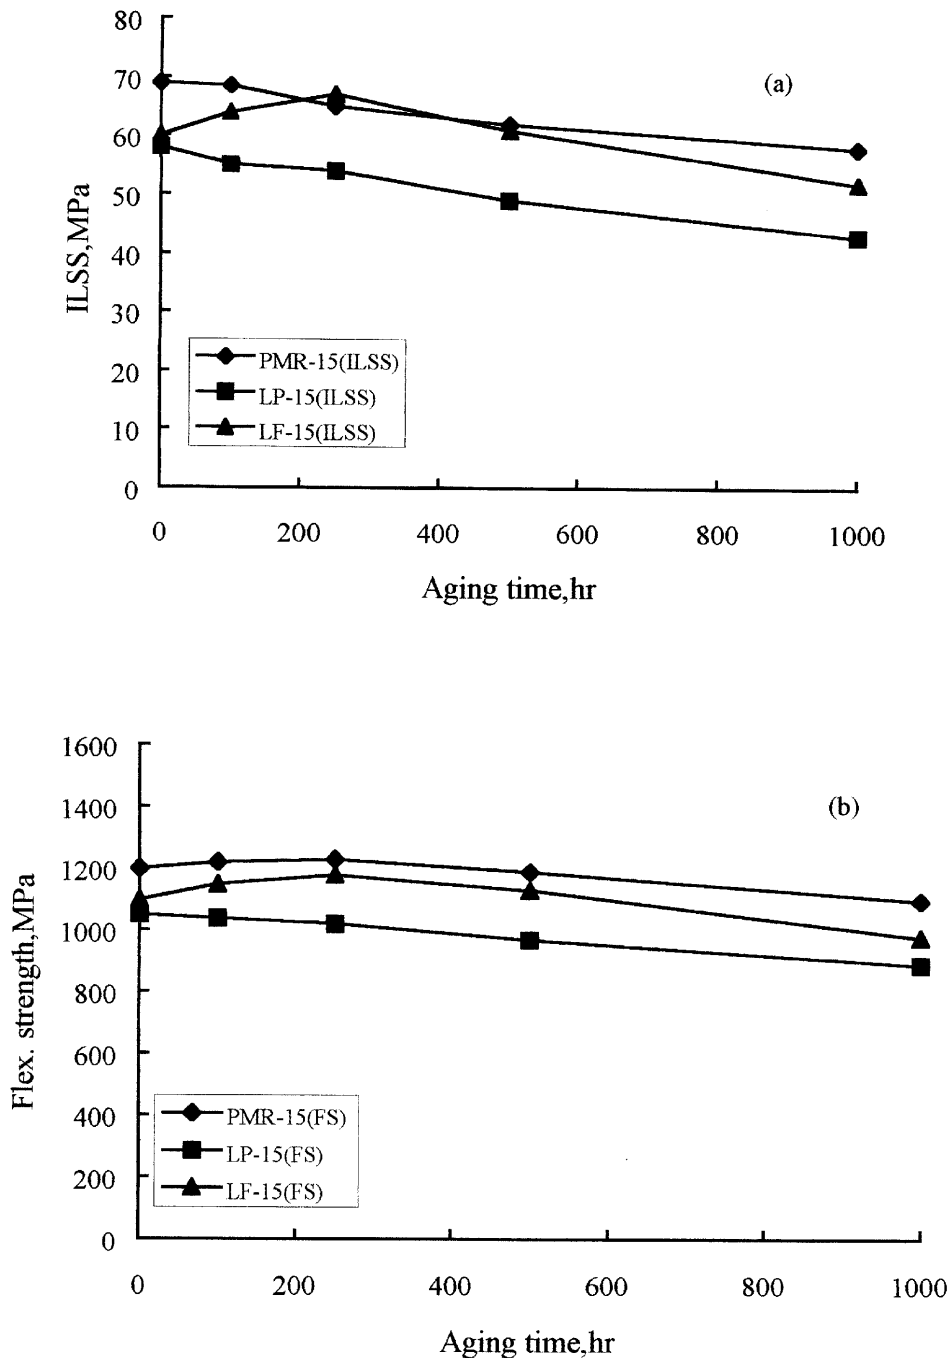 80
70
60
50
40
30
20
10
0
ILSS,MPa
(a)
PMR-15(ILSS)
LP-15(ILSS)
LF-15(ILSS)
0 200 400 600 800 1000
Aging time,hr
1600
1400
1200
1000
800
600
400
200
0
Flex. strength,MPa
(b)
PMR-15(FS)
LP-15(FS)
LF-15(FS)
0 200 400 600 800 1000
Aging time,hr